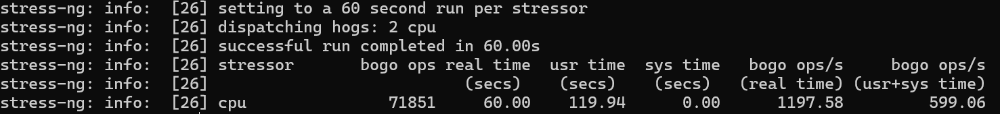 stress-ng: info:  [26] setting to a 60 second run per stressor
stress-ng: info:  [26] dispatching hogs: 2 cpu
stress-ng: info:  [26] successful run completed in 60.00s
stress-ng: info:  [26] stressor       bogo ops real time  usr time  sys time   bogo ops/s     bogo ops/s
stress-ng: info:  [26]                           (secs)    (secs)    (secs)   (real time) (usr+sys time)
stress-ng: info:  [26] cpu               71851     60.00    119.94      0.00      1197.58         599.06